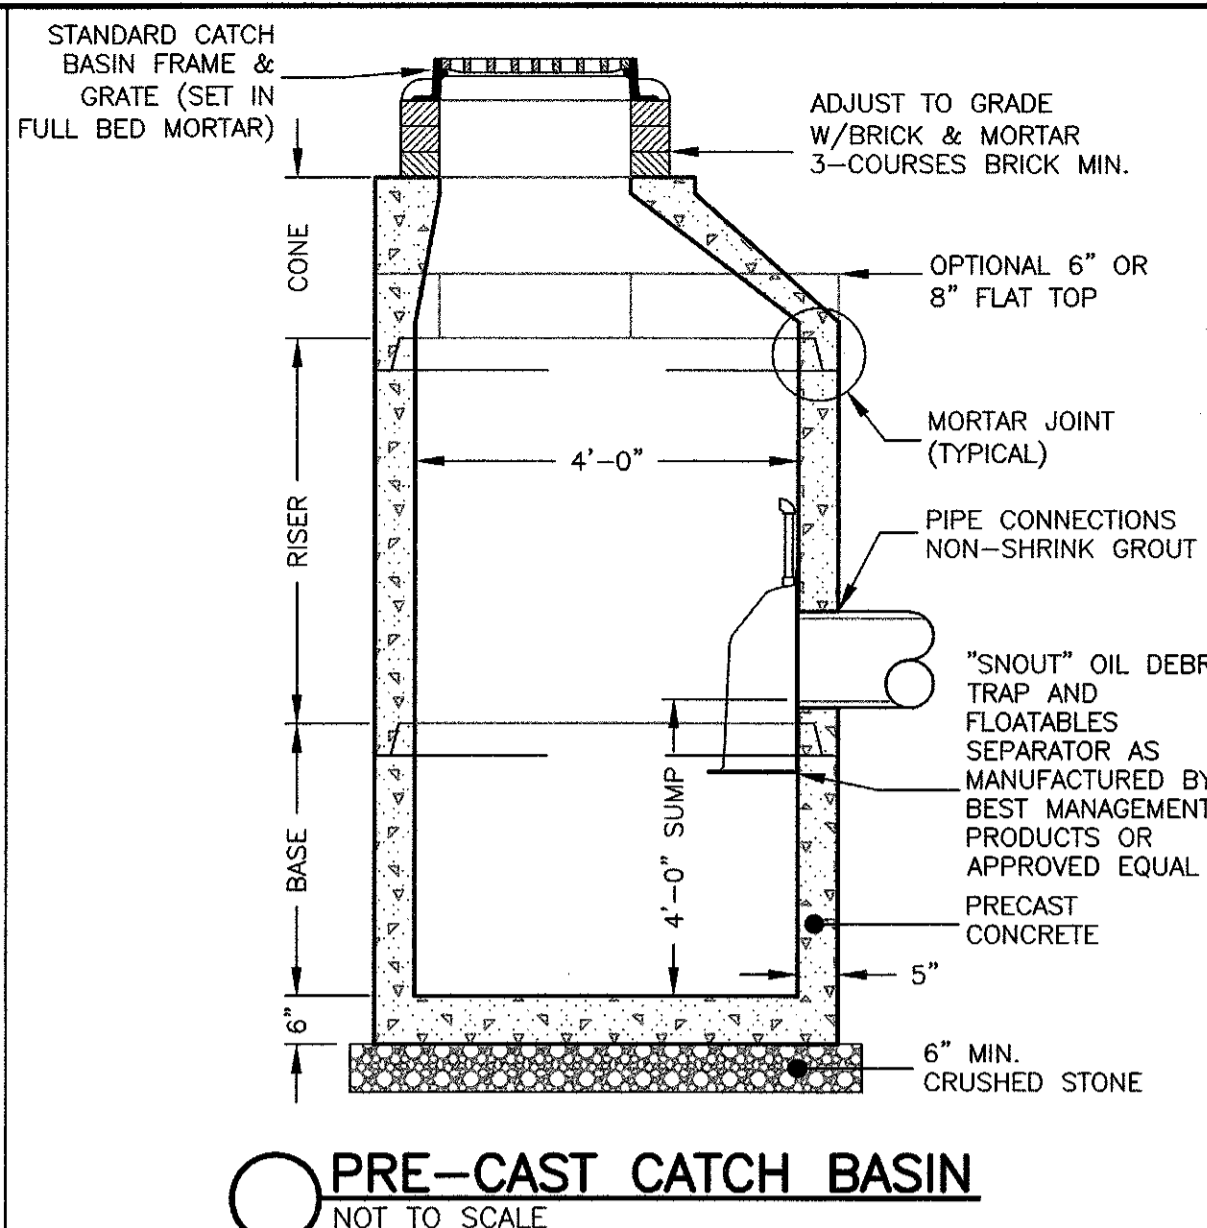 STANDARD CATCH
BASIN FRAME &
GRATE (SET IN
FULL BED MORTAR)
ADJUST TO GRADE
W/BRICK & MORTAR
3-COURSES BRICK MIN.
CONE
OPTIONAL 6" OR
8" FLAT TOP
MORTAR JOINT
(TYPICAL)
4'-0"
RISER
PIPE CONNECTIONS
NON-SHRINK GROUT
"SNOUT" OIL DEBR
TRAP AND
FLOATABLES
SEPARATOR AS
MANUFACTURED BY
BEST MANAGEMENT
PRODUCTS OR
APPROVED EQUAL
4'-0" SUMP
BASE
PRECAST
CONCRETE
5"
6"
6" MIN.
CRUSHED STONE
PRE-CAST CATCH BASIN
NOT TO SCALE